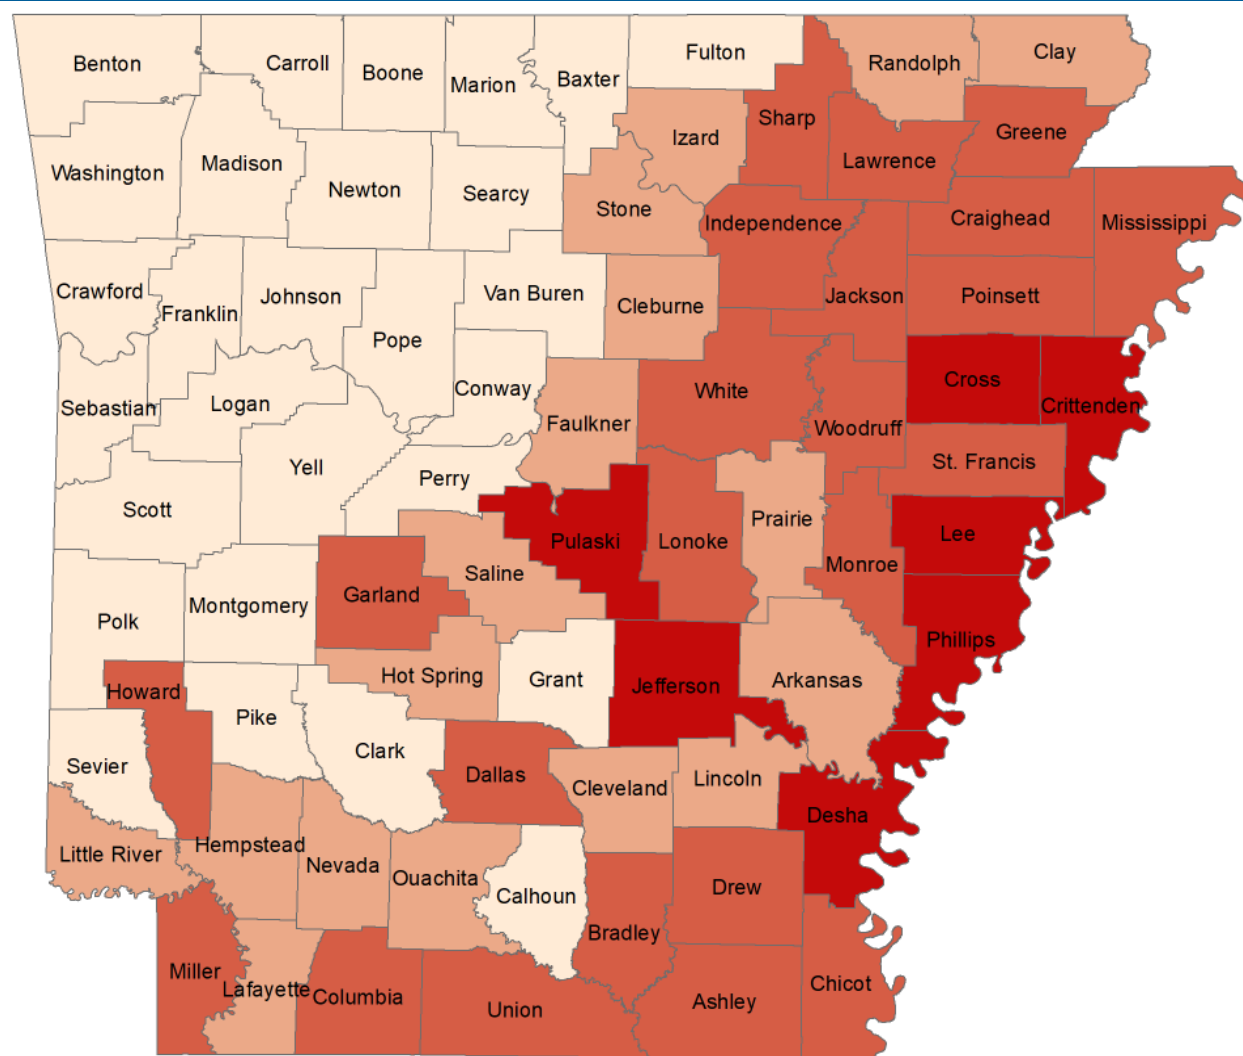 Benton
Carroll
Boone
Marion
Baxter
Fulton
Randolph
Clay
Sharp
Izard
Greene
Lawrence
Washington
Madison
Newton
Searcy
Stone
Independence
Craighead
Mississippi
Crawford
Franklin
Johnson
Pope
Van Buren
Cleburne
Jackson
Poinsett
Sebastian
Logan
Conway
Faulkner
White
Woodruff
Cross
Crittenden
Yell
Perry
St. Francis
Scott
Pulaski
Lonoke
Prairie
Lee
Monroe
Saline
Garland
Montgomery
Polk
Phillips
Howard
Hot Spring
Grant
Jefferson
Arkansas
Pike
Clark
Sevier
Dallas
Cleveland
Lincoln
Desha
Little River
Hempstead
Nevada
Ouachita
Calhoun
Drew
Bradley
Miller
Lafayette
Columbia
Union
Ashley
Chicot